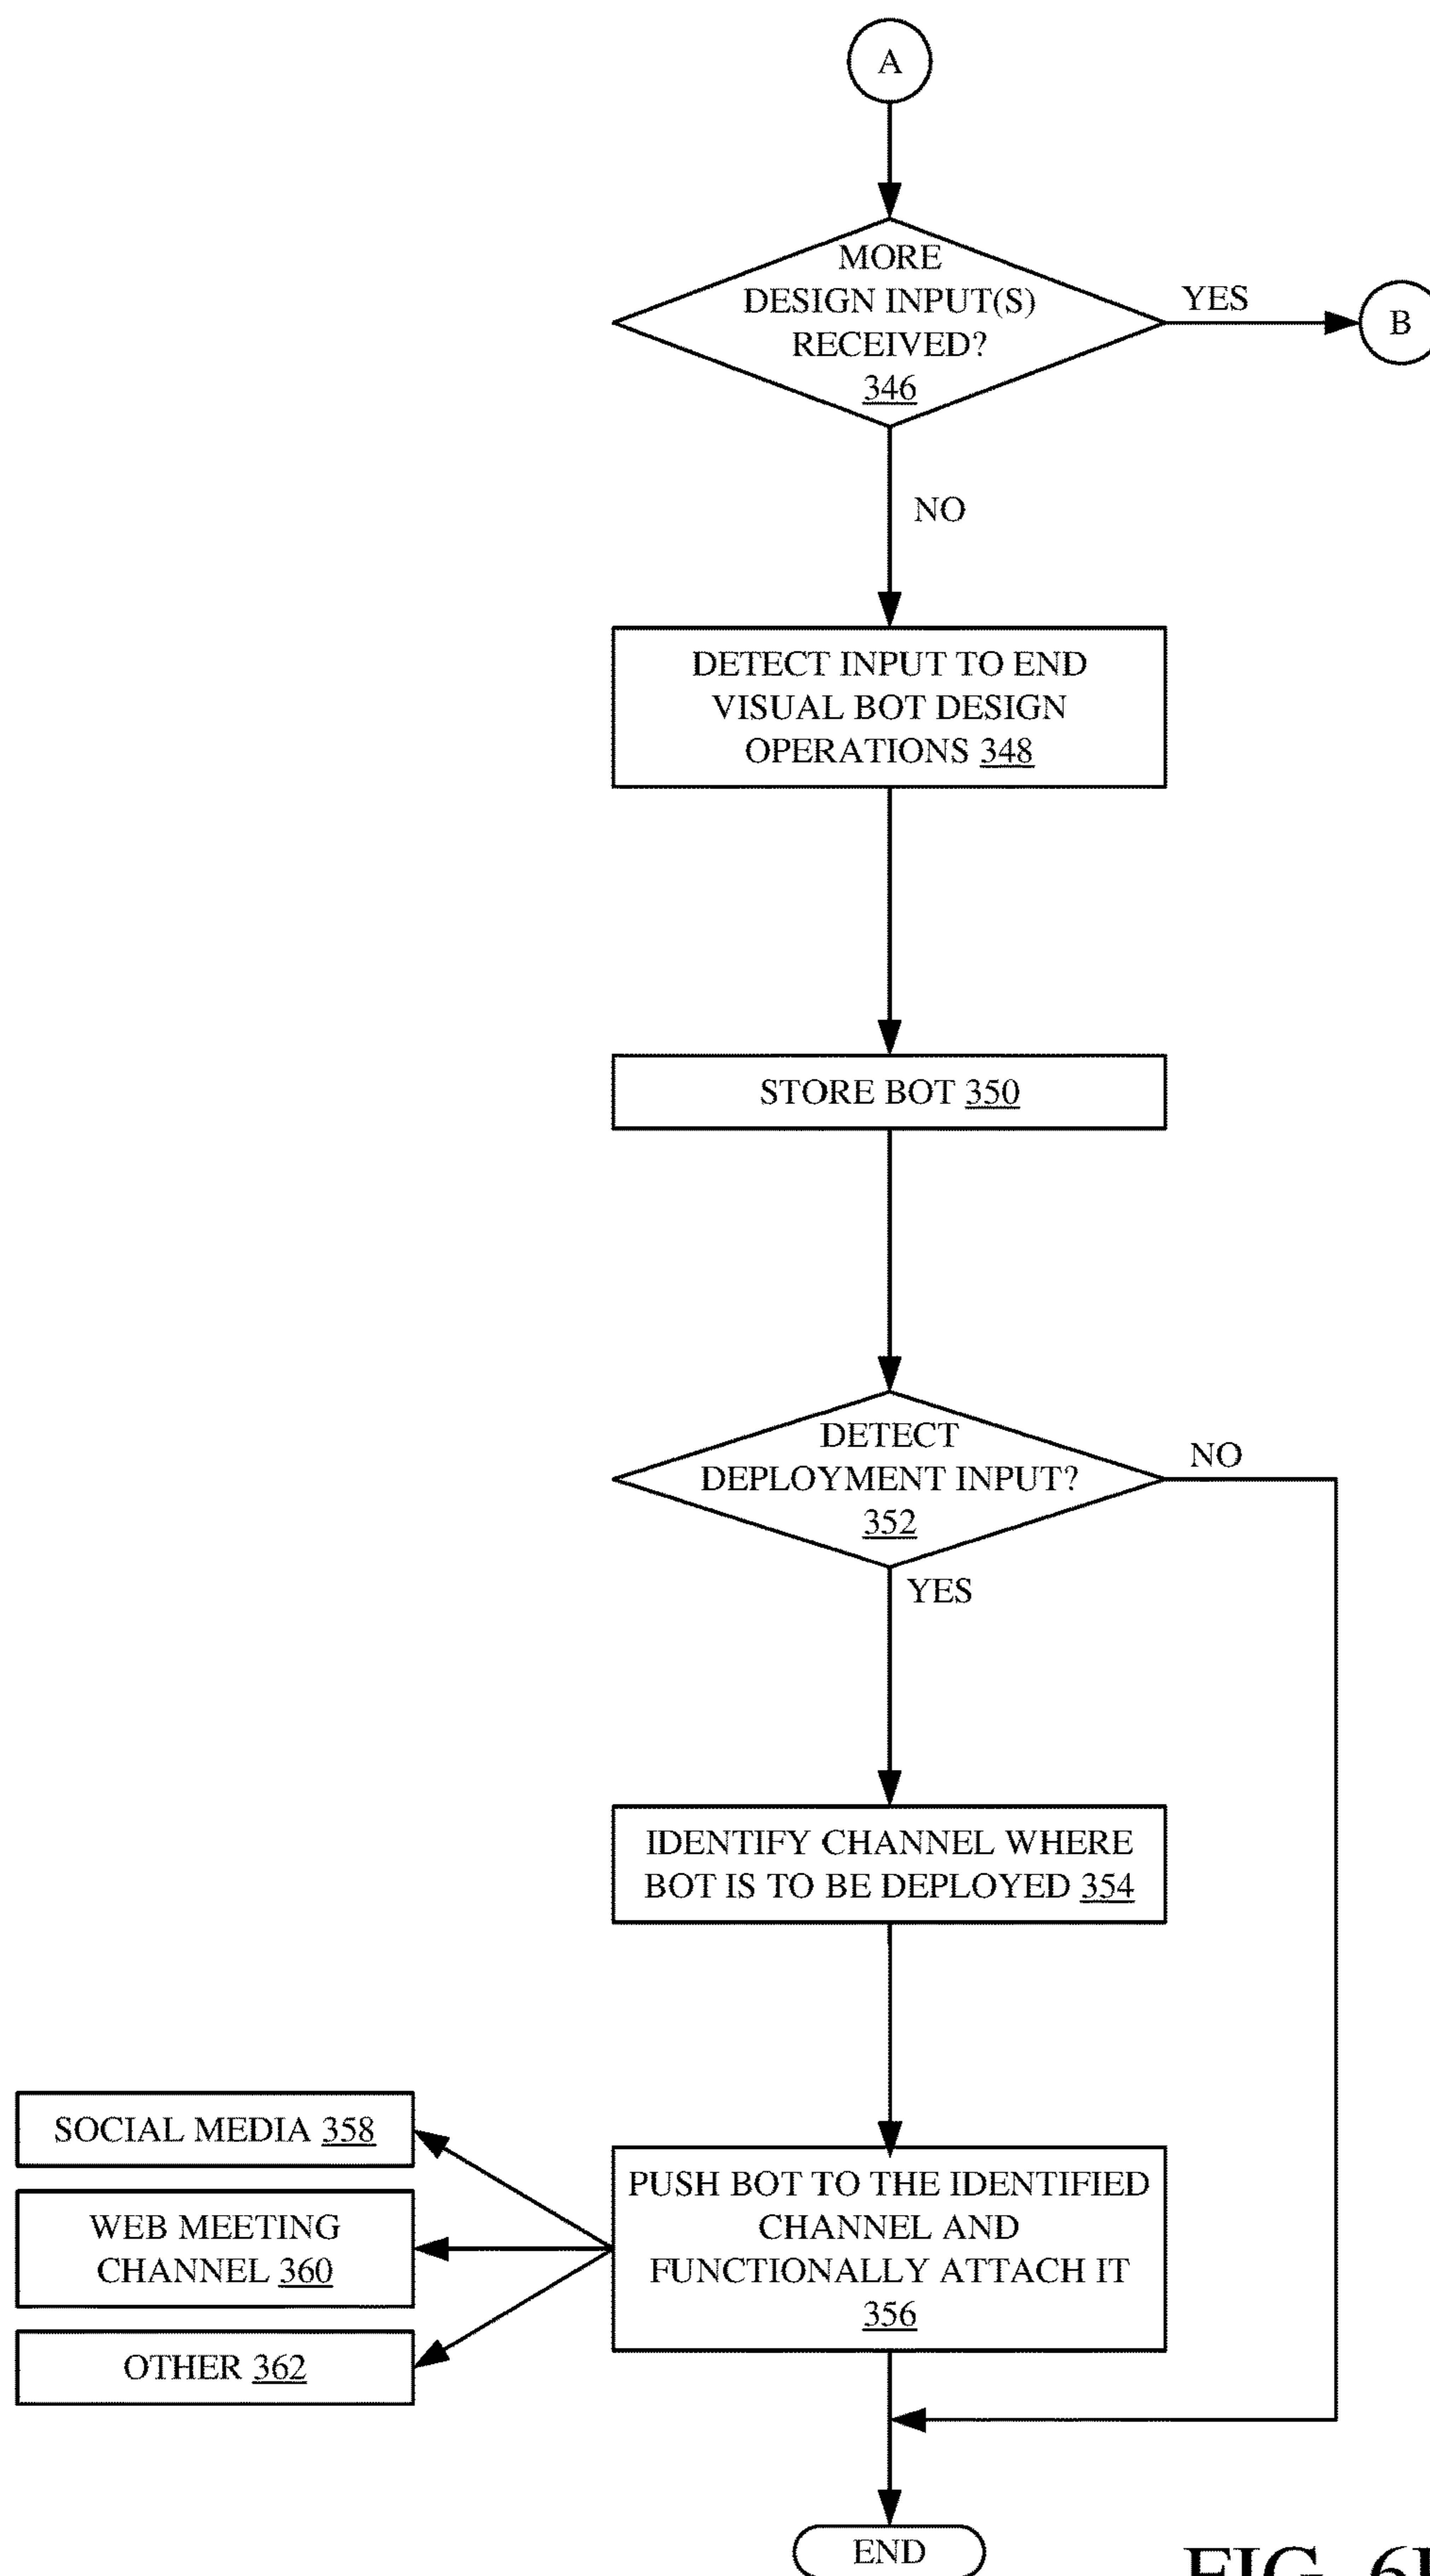 A
MORE
DESIGN INPUT(S)
RECEIVED?
346
YES
B
NO
DETECT INPUT TO END
VISUAL BOT DESIGN
OPERATIONS 348
STORE BOT 350
DETECT
DEPLOYMENT INPUT?
352
NO
YES
IDENTIFY CHANNEL WHERE
BOT IS TO BE DEPLOYED 354
SOCIAL MEDIA 358
WEB MEETING
CHANNEL 360
OTHER 362
PUSH BOT TO THE IDENTIFIED
CHANNEL AND
FUNCTIONALLY ATTACH IT
356
END
FIG.